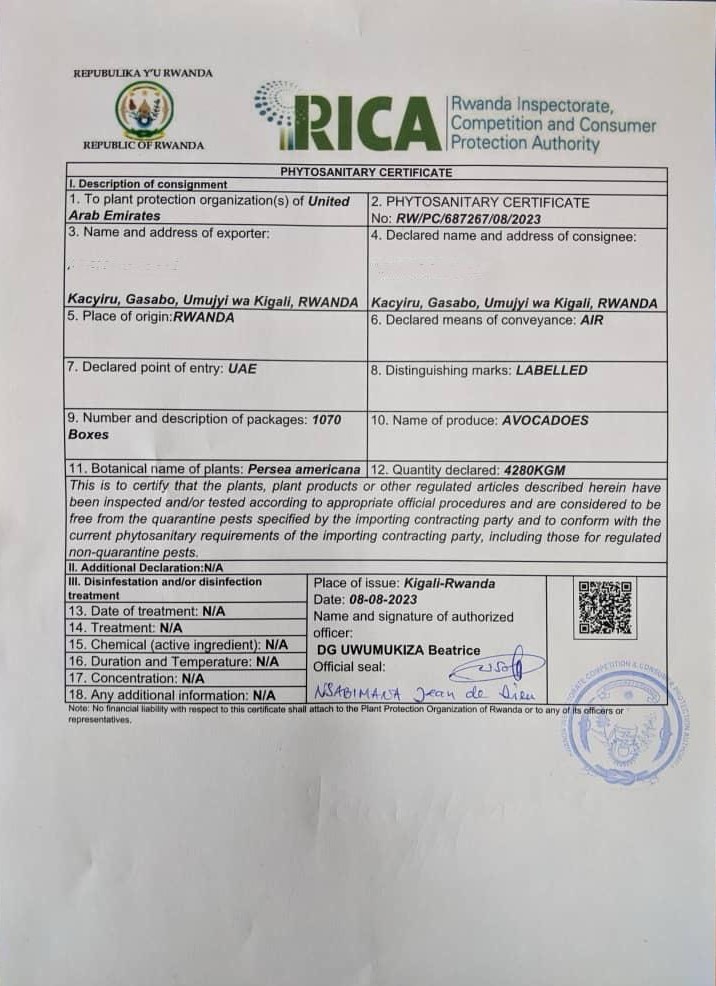 REPUBULIKA Y'U RWANDA
REPUBLIC OF RWANDA
RICA
Rwanda Inspectorate,
Competition and Consumer
Protection Authority
PHYTOSANITARY CERTIFICATE
I. Description of consignment
1. To plant protection organization(s) of United
Arab Emirates
2. PHYTOSANITARY CERTIFICATE
No: RW/PC/687267/08/2023
3. Name and address of exporter:
Kacyiru, Gasabo, Umujyi wa Kigali, RWANDA
4. Declared name and address of consignee:
Kacyiru, Gasabo, Umujyi wa Kigali, RWANDA
5. Place of origin:RWANDA
6. Declared means of conveyance: AIR
7. Declared point of entry: UAE
8. Distinguishing marks: LABELLED
9. Number and description of packages: 1070
Boxes
10. Name of produce: AVOCADOES
11. Botanical name of plants: Persea americana
12. Quantity declared: 4280KGM
This is to certify that the plants, plant products or other regulated articles described herein have
been inspected and/or tested according to appropriate official procedures and are considered to be
free from the quarantine pests specified by the importing contracting party and to conform with the
current phytosanitary requirements of the importing contracting party, including those for regulated
non-quarantine pests.
II. Additional Declaration:N/A
III. Disinfestation and/or disinfection
treatment
13. Date of treatment: N/A
14. Treatment: N/A
15. Chemical (active ingredient): N/A
16. Duration and Temperature: N/A
17. Concentration: N/A
18. Any additional information: N/A
Place of issue: Kigali-Rwanda
Date: 08-08-2023
Name and signature of authorized
officer:
DG UWUMUKIZA Beatrice
Official seal:
NSABIMANA Jean de Dieu
Note: No financial liability with respect to this certificate shall attach to the Plant Protection Organization of Rwanda or to any of its officers or
representatives.